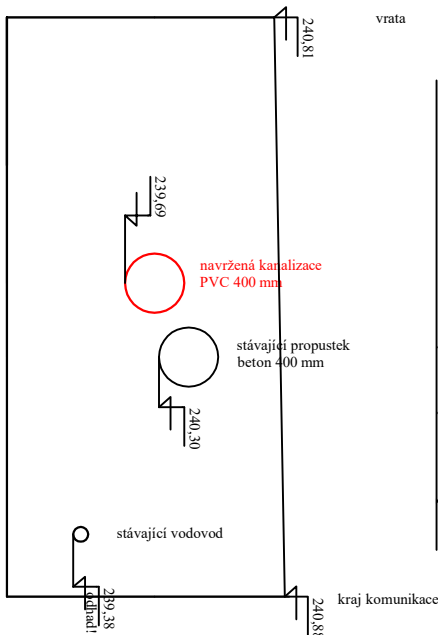 vrata
240,81
239,69
navržená kanalizace
PVC 400 mm
stávající propustek
beton 400 mm
240,30
stávající vodovod
239,38
odhad!
kraj komunikace
240,88